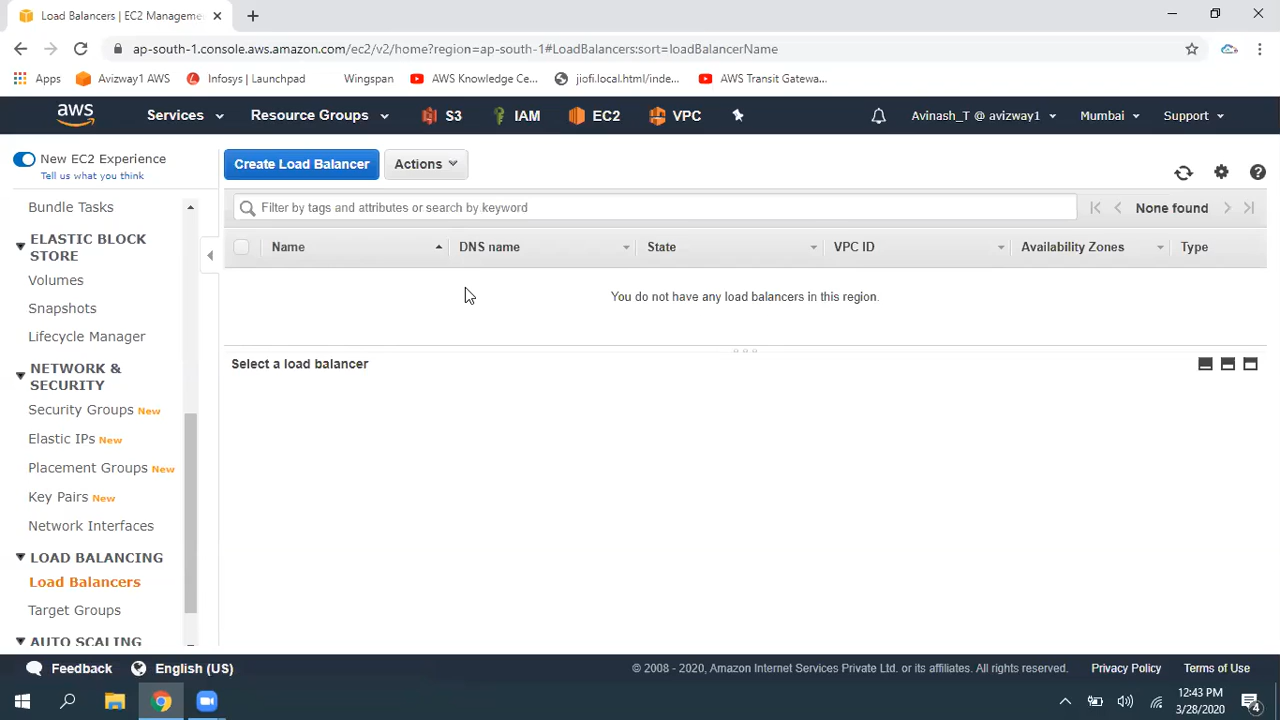 Load Balancers | EC2 Manageme
ap-south-1.console.aws.amazon.com/ec2/v2/home?region=ap-south-1#LoadBalancers:sort=loadBalancerName
Apps
Avizway1 AWS
Infosys | Launchpad
Wingspan
AWS Knowledge Ce...
jiofi.local.html/inde...
AWS Transit Gatewa...
aws
Services
Resource Groups
S3
IAM
EC2
VPC
Avinash_T @ avizway1
Mumbai
Support
New EC2 Experience
Tell us what you think
Bundle Tasks
ELASTIC BLOCK
STORE
Volumes
Snapshots
Lifecycle Manager
NETWORK &
SECURITY
Security Groups New
Elastic IPs New
Placement Groups New
Key Pairs New
Network Interfaces
LOAD BALANCING
Load Balancers
Target Groups
AUTO SCALING
Create Load Balancer
Actions
Filter by tags and attributes or search by keyword
None found
Name
DNS name
State
VPC ID
Availability Zones
Type
You do not have any load balancers in this region.
Select a load balancer
Feedback
English (US)
© 2008 - 2020, Amazon Internet Services Private Ltd. or its affiliates. All rights reserved.
Privacy Policy
Terms of Use
12:43 PM
3/28/2020
4